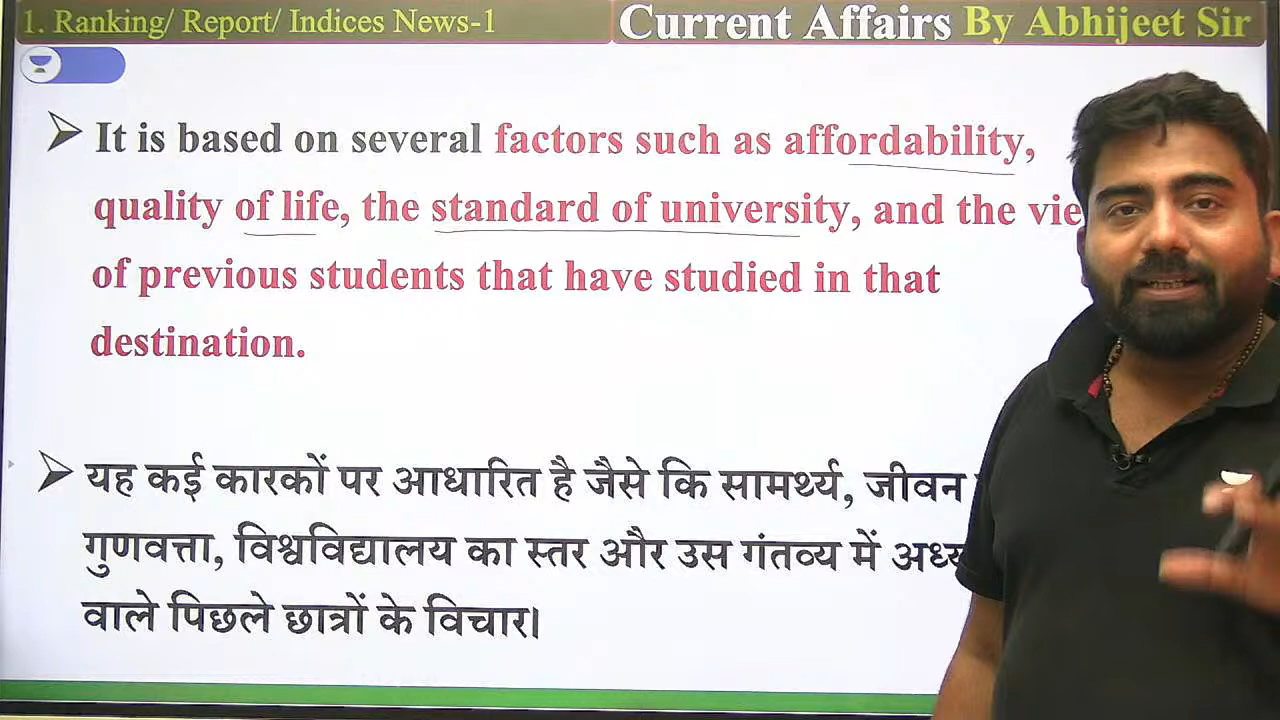 1. Ranking/ Report/ Indices News-1
Current Affairs By Abhijeet Sir
It is based on several factors such as affordability,
quality of life, the standard of university, and the
of previous students that have studied in that
destination.
यह कई कारकों पर आधारित है जैसे कि सामर्थ्य, जीवन
गुणवत्ता, विश्वविद्यालय का स्तर और उस गंतव्य में
वाले पिछले छात्रों के विचार।